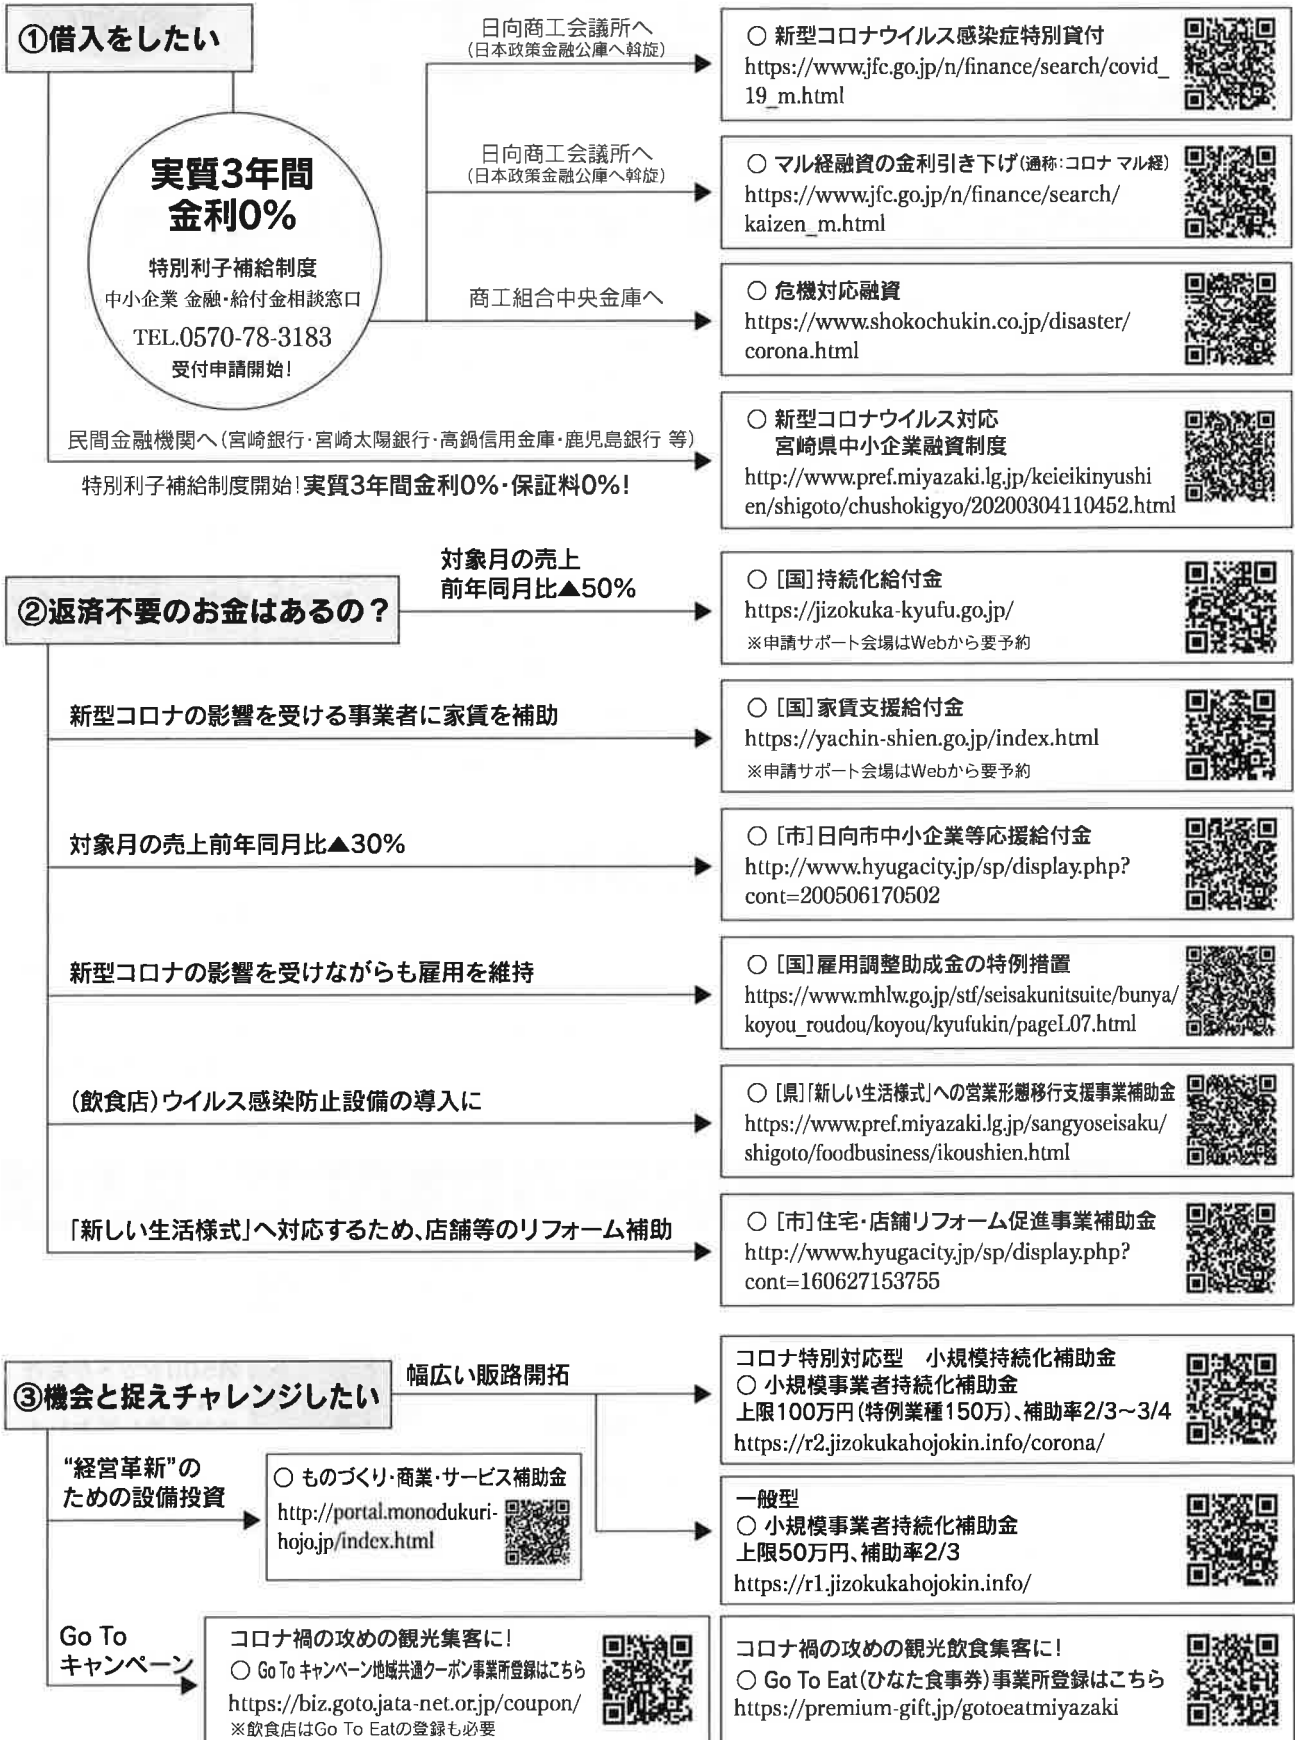 ①借入をしたい
実質3年間
金利0%
特別利子補給制度
中小企業 金融・給付金相談窓口
TEL.0570-78-3183
受付申請開始!
日向商工会議所へ
(日本政策金融公庫へ斡旋)
○ 新型コロナウイルス感染症特別貸付
https://www.jfc.go.jp/n/finance/search/covid_
19_m.html
日向商工会議所へ
(日本政策金融公庫へ斡旋)
○ マル経融資の金利引き下げ(通称:コロナ マル経)
https://www.jfc.go.jp/n/finance/search/
kaizen_m.html
商工組合中央金庫へ
○ 危機対応融資
https://www.shokochukin.co.jp/disaster/
corona.html
民間金融機関へ(宮崎銀行・宮崎太陽銀行・高鍋信用金庫・鹿児島銀行 等)
特別利子補給制度開始!実質3年間金利0%・保証料0%!
○ 新型コロナウイルス対応
宮崎県中小企業融資制度
http://www.pref.miyazaki.lg.jp/keieikinyushi
en/shigoto/chushokigyo/20200304110452.html
②返済不要のお金はあるの?
対象月の売上
前年同月比▲50%
○ [国]持続化給付金
https://jizokuka-kyufu.go.jp/
※申請サポート会場はWebから要予約
新型コロナの影響を受ける事業者に家賃を補助
○ [国]家賃支援給付金
https://yachin-shien.go.jp/index.html
※申請サポート会場はWebから要予約
対象月の売上前年同月比▲30%
○ [市]日向市中小企業等応援給付金
http://www.hyugacity.jp/sp/display.php?
cont=200506170502
新型コロナの影響を受けながらも雇用を維持
○ [国]雇用調整助成金の特例措置
https://www.mhlw.go.jp/stf/seisakunitsuite/bunya/
koyou_roudou/koyou/kyufukin/pageL07.html
(飲食店)ウイルス感染防止設備の導入に
○ [県]「新しい生活様式」への営業形態移行支援事業補助金
https://www.pref.miyazaki.lg.jp/sangyoseisaku/
shigoto/foodbusiness/ikoushien.html
「新しい生活様式」へ対応するため、店舗等のリフォーム補助
○ [市]住宅・店舗リフォーム促進事業補助金
http://www.hyugacity.jp/sp/display.php?
cont=160627153755
③機会と捉えチャレンジしたい
幅広い販路開拓
コロナ特別対応型 小規模持続化補助金
○ 小規模事業者持続化補助金
上限100万円(特例業種150万)、補助率2/3～3/4
https://r2.jizokukahojokin.info/corona/
"経営革新"の
ための設備投資
○ ものづくり・商業・サービス補助金
http://portal.monodukuri-
hojo.jp/index.html
一般型
○ 小規模事業者持続化補助金
上限50万円、補助率2/3
https://r1.jizokukahojokin.info/
Go To
キャンペーン
コロナ禍の攻めの観光集客に!
○ Go To キャンペーン地域共通クーポン事業所登録はこちら
https://biz.goto.jata-net.or.jp/coupon/
※飲食店はGo To Eatの登録も必要
コロナ禍の攻めの観光飲食集客に!
○ Go To Eat(ひなた食事券)事業所登録はこちら
https://premium-gift.jp/gotoeatmiyazaki